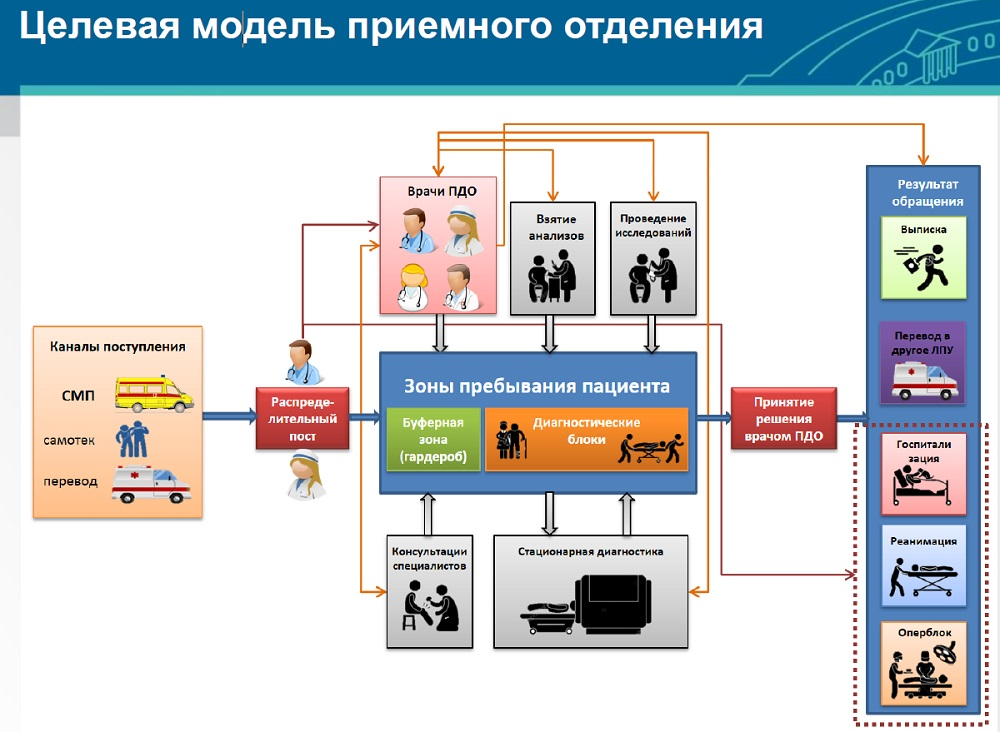 Целевая модель приемного отделения
Каналы поступления
СМП
самотек
перевод
Распреде-
лительный
пост
Врачи ПДО
Взятие
анализов
Проведение
исследований
Зоны пребывания пациента
Буферная
зона
(гардероб)
Диагностические
блоки
Консультации
специалистов
Стационарная диагностика
Принятие
решения
врачом ПДО
Результат
обращения
Выписка
Перевод в
другое ЛПУ
Госпитали
зация
Реанимация
Оперблок